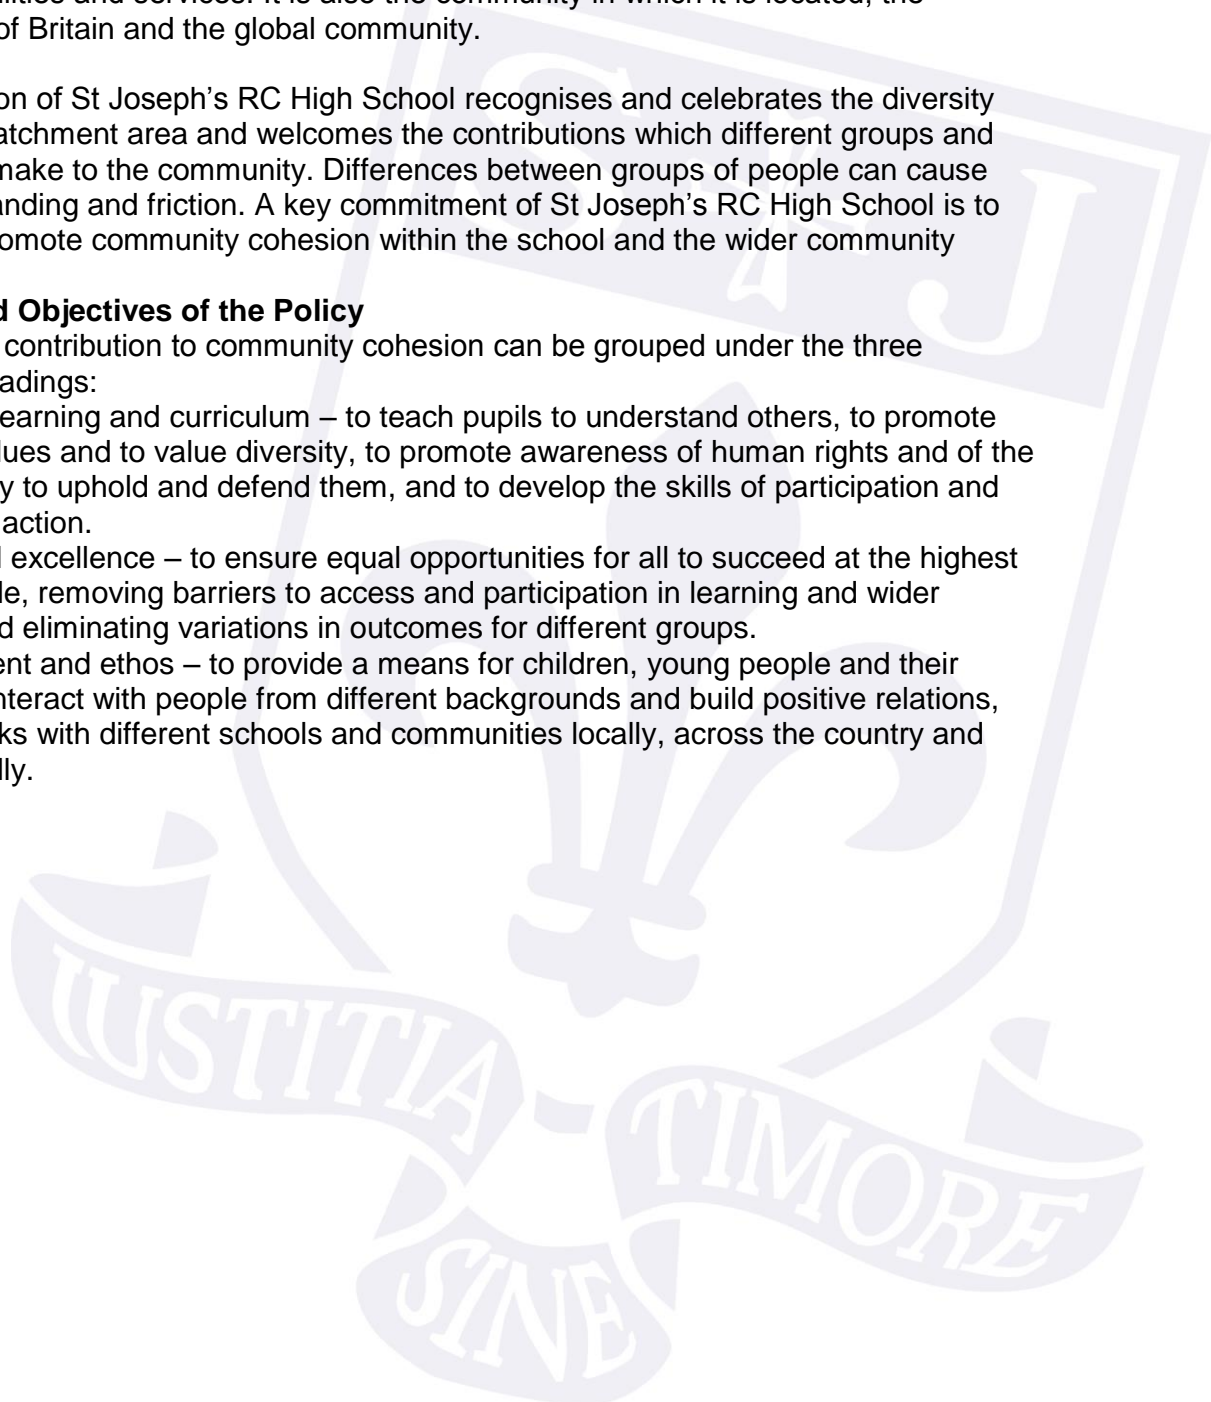 lities and services. It is also the community in which it is located, the
of Britain and the global community.
on of St Joseph's RC High School recognises and celebrates the diversity
atchment area and welcomes the contributions which different groups and
make to the community. Differences between groups of people can cause
anding and friction. A key commitment of St Joseph's RC High School is to
omote community cohesion within the school and the wider community
d Objectives of the Policy
contribution to community cohesion can be grouped under the three
adings:
earning and curriculum – to teach pupils to understand others, to promote
lues and to value diversity, to promote awareness of human rights and of the
y to uphold and defend them, and to develop the skills of participation and
action.
l excellence – to ensure equal opportunities for all to succeed at the highest
le, removing barriers to access and participation in learning and wider
d eliminating variations in outcomes for different groups.
ent and ethos – to provide a means for children, young people and their
nteract with people from different backgrounds and build positive relations,
ks with different schools and communities locally, across the country and
lly.
S J
IUSTITIA
SINE
TIMORE